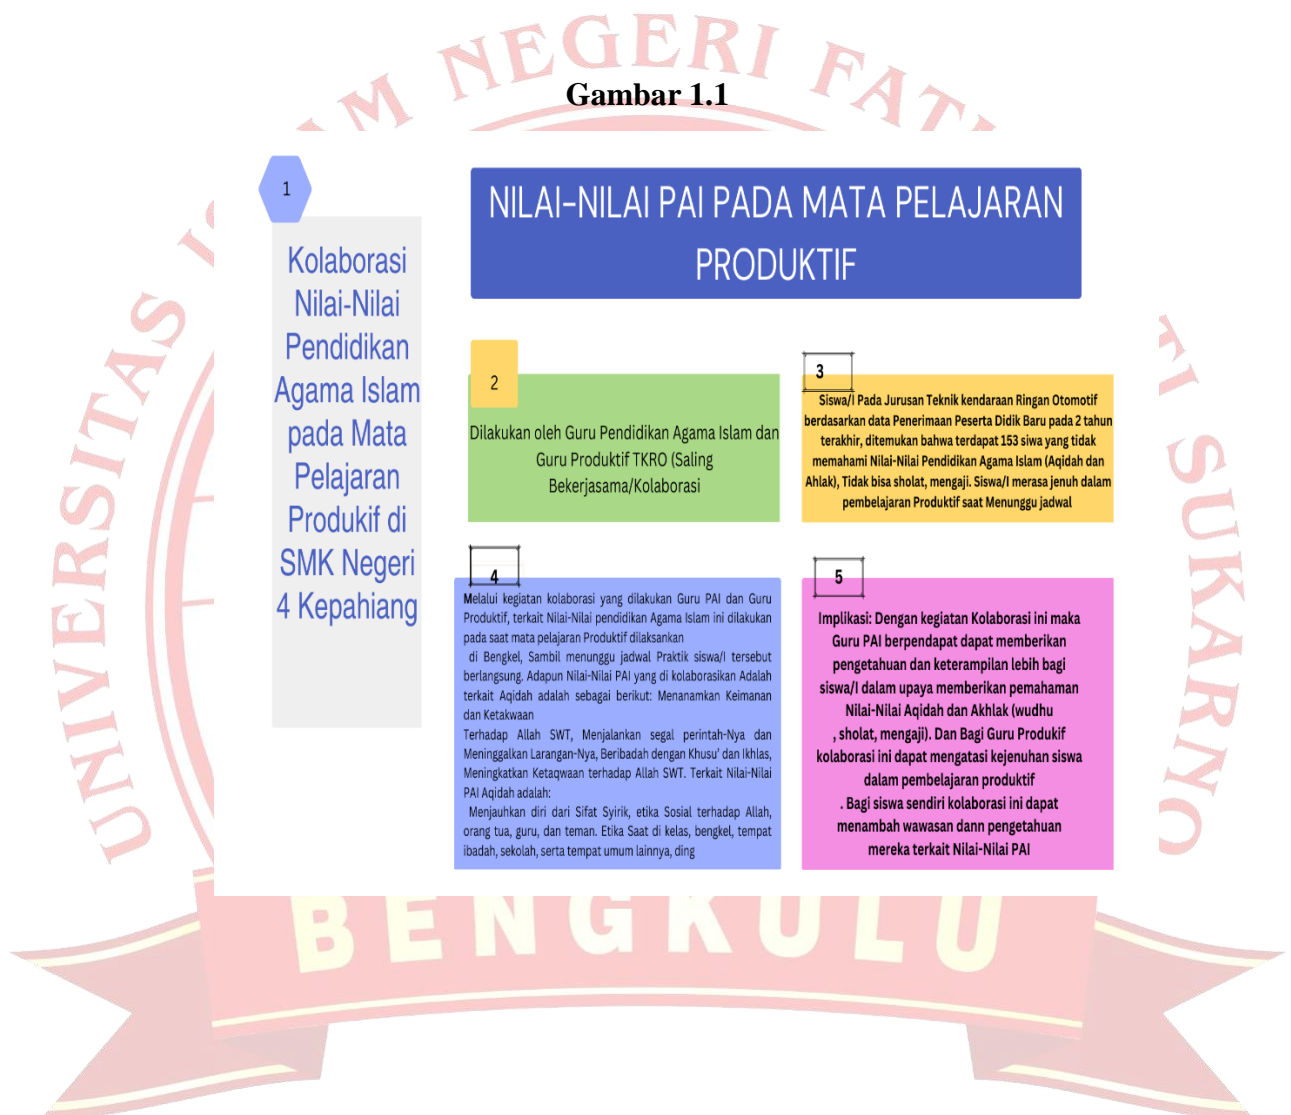 UNIVERSITAS ISLAM NEGERI FATMAWATI SUKARNO
Gambar 1.1
1
Kolaborasi
Nilai-Nilai
Pendidikan
Agama Islam
pada Mata
Pelajaran
Produkif di
SMK Negeri
4 Kepahiang
NILAI-NILAI PAI PADA MATA PELAJARAN
PRODUKTIF
2
Dilakukan oleh Guru Pendidikan Agama Islam dan
Guru Produktif TKRO (Saling
Bekerjasama/Kolaborasi
3
Siswa/I Pada Jurusan Teknik kendaraan Ringan Otomotif
berdasarkan data Penerimaan Peserta Didik Baru pada 2 tahun
terakhir, ditemukan bahwa terdapat 153 siwa yang tidak
memahami Nilai-Nilai Pendidikan Agama Islam (Aqidah dan
Ahlak), Tidak bisa sholat, mengaji. Siswa/I merasa jenuh dalam
pembelajaran Produktif saat Menunggu jadwal
4
Melalui kegiatan kolaborasi yang dilakukan Guru PAI dan Guru
Produktif, terkait Nilai-Nilai pendidikan Agama Islam ini dilakukan
pada saat mata pelajaran Produktif dilaksankan
di Bengkel, Sambil menunggu jadwal Praktik siswa/I tersebut
berlangsung. Adapun Nilai-Nilai PAI yang di kolaborasikan Adalah
terkait Aqidah adalah sebagai berikut: Menanamkan Keimanan
dan Ketakwaan
Terhadap Allah SWT, Menjalankan segal perintah-Nya dan
Meninggalkan Larangan-Nya, Beribadah dengan Khusu' dan Ikhlas,
Meningkatkan Ketaqwaan terhadap Allah SWT. Terkait Nilai-Nilai
PAI Aqidah adalah:
Menjauhkan diri dari Sifat Syirik, etika Sosial terhadap Allah,
orang tua, guru, dan teman. Etika Saat di kelas, bengkel, tempat
ibadah, sekolah, serta tempat umum lainnya, ding
5
Implikasi: Dengan kegiatan Kolaborasi ini maka
Guru PAI berpendapat dapat memberikan
pengetahuan dan keterampilan lebih bagi
siswa/I dalam upaya memberikan pemahaman
Nilai-Nilai Aqidah dan Akhlak (wudhu
, sholat, mengaji). Dan Bagi Guru Produkif
kolaborasi ini dapat mengatasi kejenuhan siswa
dalam pembelajaran produktif
. Bagi siswa sendiri kolaborasi ini dapat
menambah wawasan dann pengetahuan
mereka terkait Nilai-Nilai PAI
BENGKULU